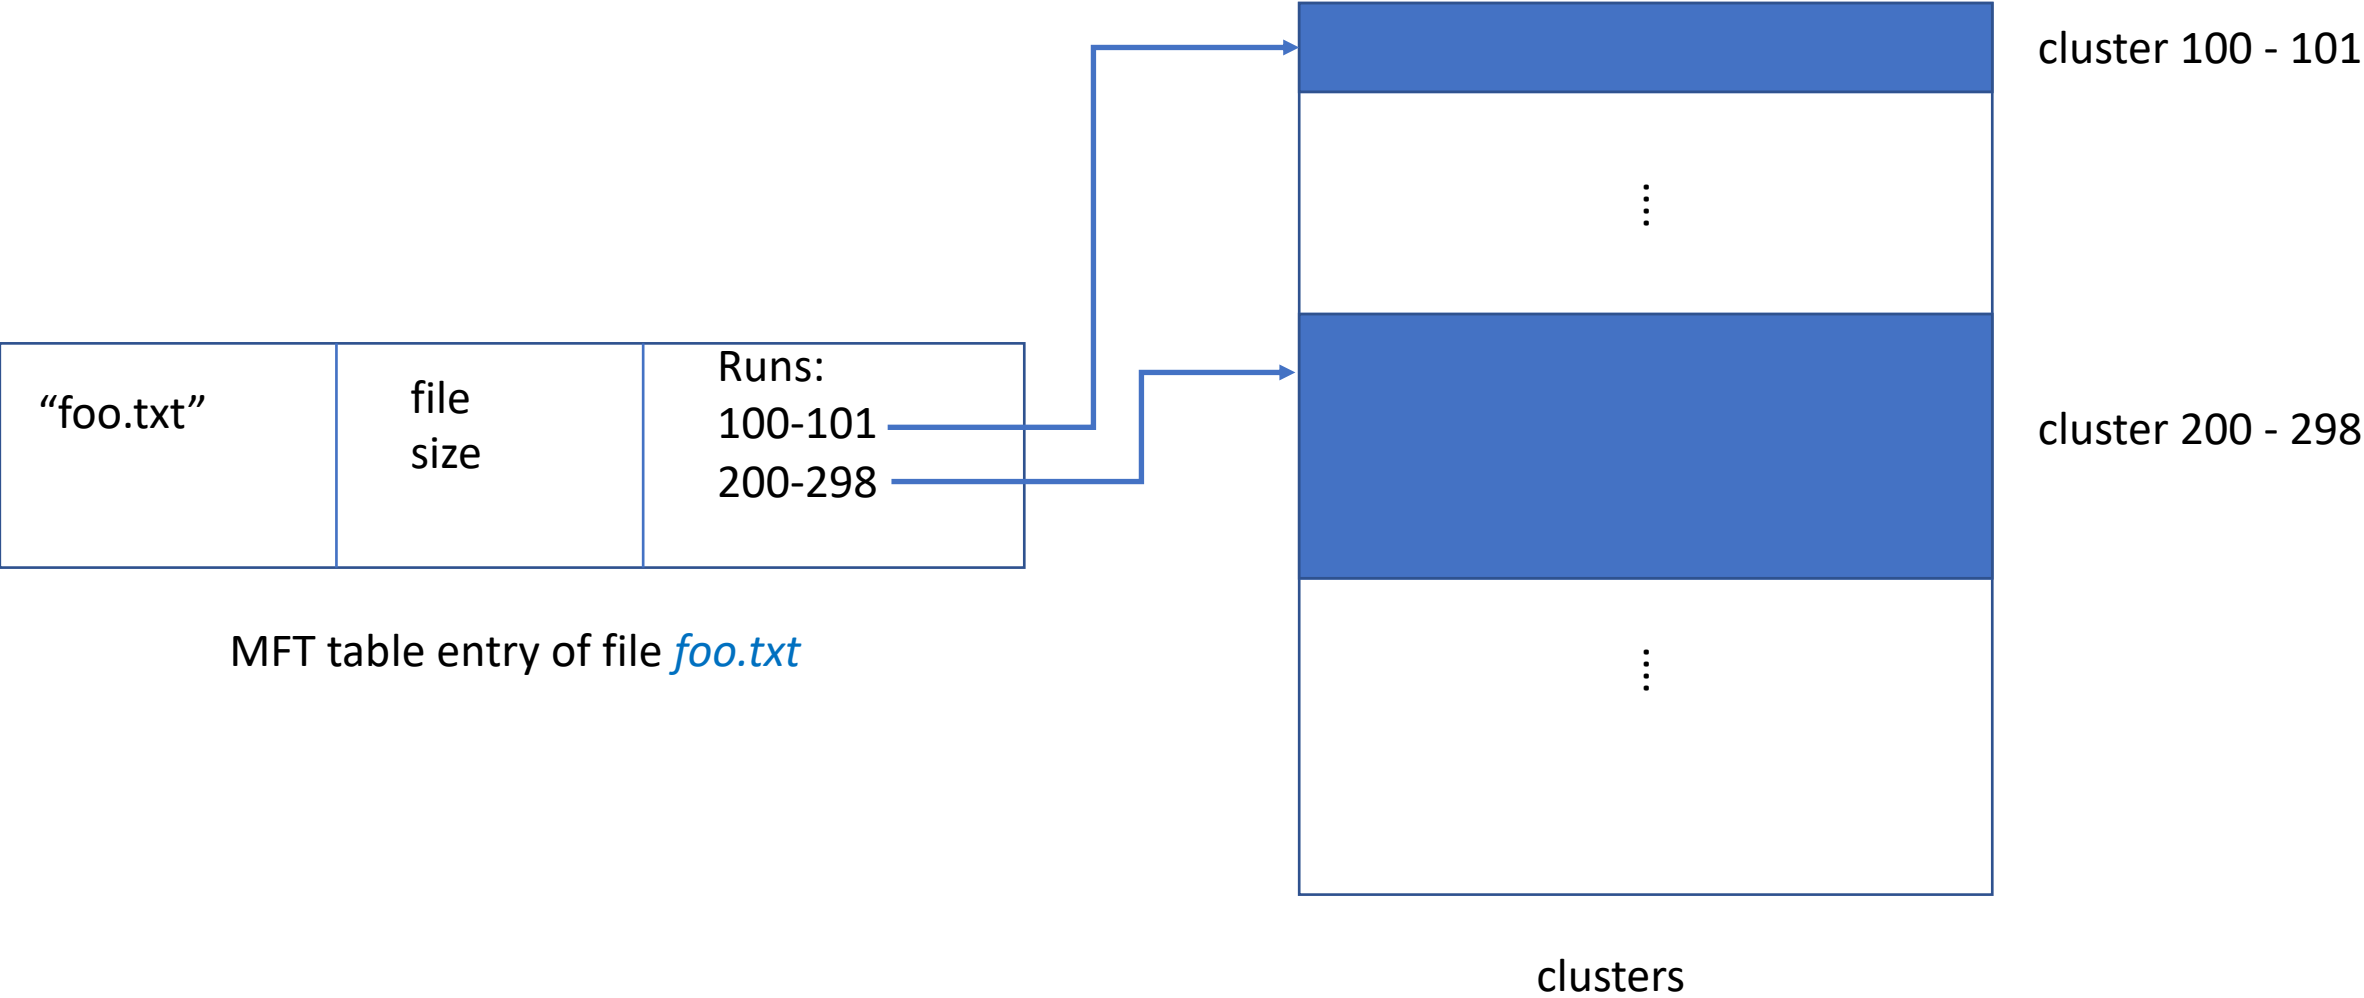 cluster 100 - 101
“foo.txt”
file
size
Runs:
100-101
200-298
cluster 200 - 298
MFT table entry of file foo.txt
clusters